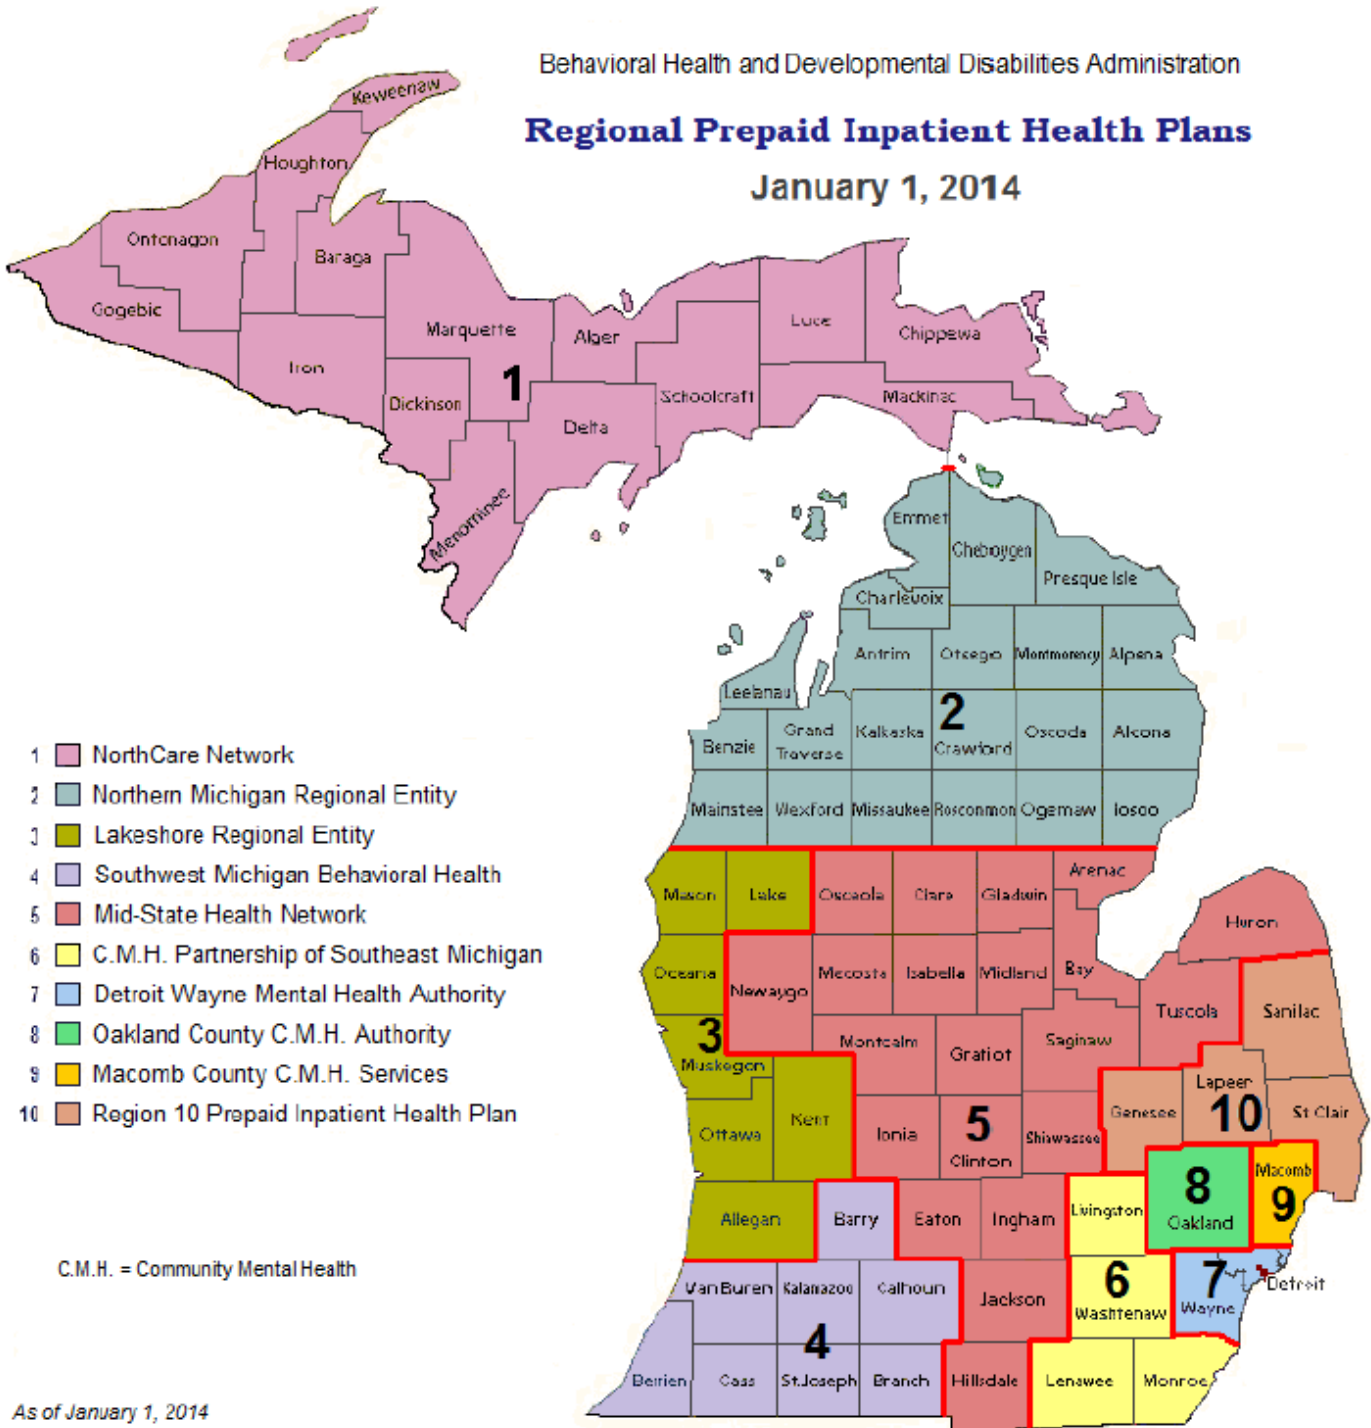 Behavioral Health and Developmental Disabilities Administration
Regional Prepaid Inpatient Health Plans
January 1, 2014
Keweenaw
Houghton
Ontonagon
Baraga
Gogebic
Marquette
Alger
Luce
Chippewa
Iron
Dickinson
1
Schoolcraft
Mackinac
Delta
Menominee
Emmet
Cheboygen
Presque Isle
Charlevoix
Antrim
Otsego
Montmorency
Alpena
Leelanau
2
Benzie
Grand
Traverse
Kalkaska
Crawford
Oscoda
Alcona
Mainstee
Wexford
Missaukee
Roscommon
Ogemaw
Iosco
1 NorthCare Network
2 Northern Michigan Regional Entity
3 Lakeshore Regional Entity
4 Southwest Michigan Behavioral Health
5 Mid-State Health Network
6 C.M.H. Partnership of Southeast Michigan
7 Detroit Wayne Mental Health Authority
8 Oakland County C.M.H. Authority
9 Macomb County C.M.H. Services
10 Region 10 Prepaid Inpatient Health Plan
Mason
Lake
Osceola
Clare
Gladwin
Arenac
Huron
Oceana
Newaygo
Mecosta
Isabella
Midland
Bay
Tuscola
Sanilac
3
Muskegon
Montcalm
Gratiot
Saginaw
Lapeer
Genesee
10
St Clair
Ottawa
Kent
Ionia
5
Clinton
Shiawassee
Macomb
8
9
Allegan
Barry
Eaton
Ingham
Livingston
Oakland
C.M.H. = Community Mental Health
Van Buren
Kalamazoo
Calhoun
Jackson
6
Washtenaw
7
Wayne
Detroit
4
Berrien
Cass
St.Joseph
Branch
Hillsdale
Lenawee
Monroe
As of January 1, 2014